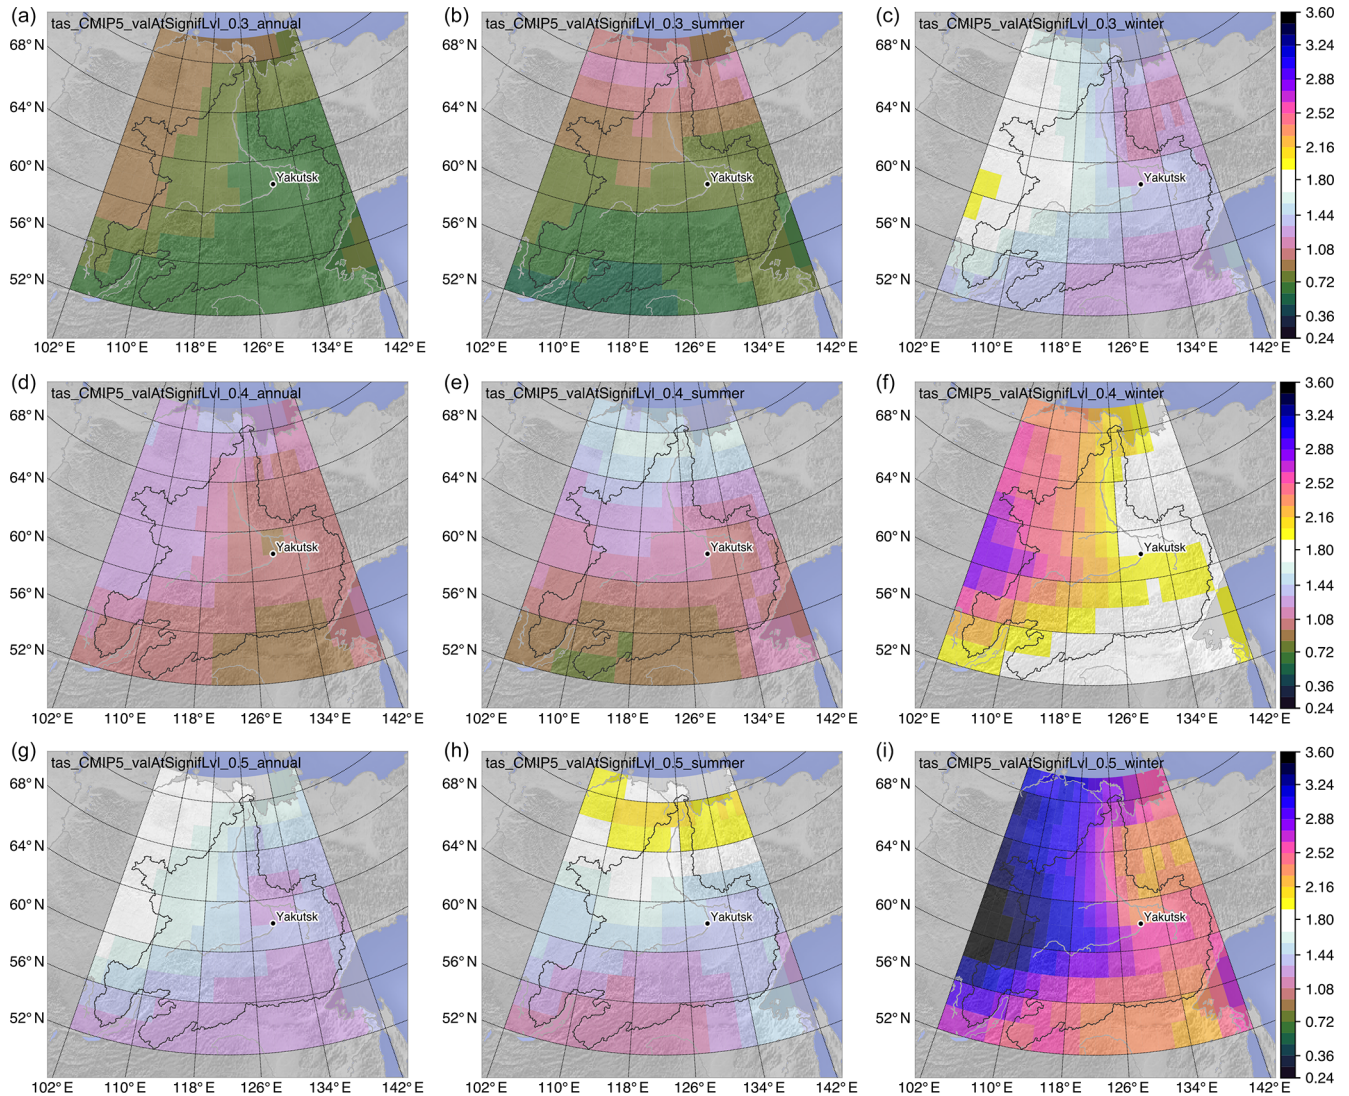 (a) tas_CMIP5_valAtSignifLvl_0.3_annual
68° N
64° N
60° N
56° N
52° N
Yakutsk
102° E 110° E 118° E 126° E 134° E 142° E
(b) tas_CMIP5_valAtSignifLvl_0.3_summer
68° N
64° N
60° N
56° N
52° N
Yakutsk
102° E 110° E 118° E 126° E 134° E 142° E
(c) tas_CMIP5_valAtSignifLvl_0.3_winter
68° N
64° N
60° N
56° N
52° N
Yakutsk
102° E 110° E 118° E 126° E 134° E 142° E
3.60
3.24
2.88
2.52
2.16
1.80
1.44
1.08
0.72
0.36
0.24
(d) tas_CMIP5_valAtSignifLvl_0.4_annual
68° N
64° N
60° N
56° N
52° N
Yakutsk
102° E 110° E 118° E 126° E 134° E 142° E
(e) tas_CMIP5_valAtSignifLvl_0.4_summer
68° N
64° N
60° N
56° N
52° N
Yakutsk
102° E 110° E 118° E 126° E 134° E 142° E
(f) tas_CMIP5_valAtSignifLvl_0.4_winter
68° N
64° N
60° N
56° N
52° N
Yakutsk
102° E 110° E 118° E 126° E 134° E 142° E
3.60
3.24
2.88
2.52
2.16
1.80
1.44
1.08
0.72
0.36
0.24
(g) tas_CMIP5_valAtSignifLvl_0.5_annual
68° N
64° N
60° N
56° N
52° N
Yakutsk
102° E 110° E 118° E 126° E 134° E 142° E
(h) tas_CMIP5_valAtSignifLvl_0.5_summer
68° N
64° N
60° N
56° N
52° N
Yakutsk
102° E 110° E 118° E 126° E 134° E 142° E
(i) tas_CMIP5_valAtSignifLvl_0.5_winter
68° N
64° N
60° N
56° N
52° N
Yakutsk
102° E 110° E 118° E 126° E 134° E 142° E
3.60
3.24
2.88
2.52
2.16
1.80
1.44
1.08
0.72
0.36
0.24